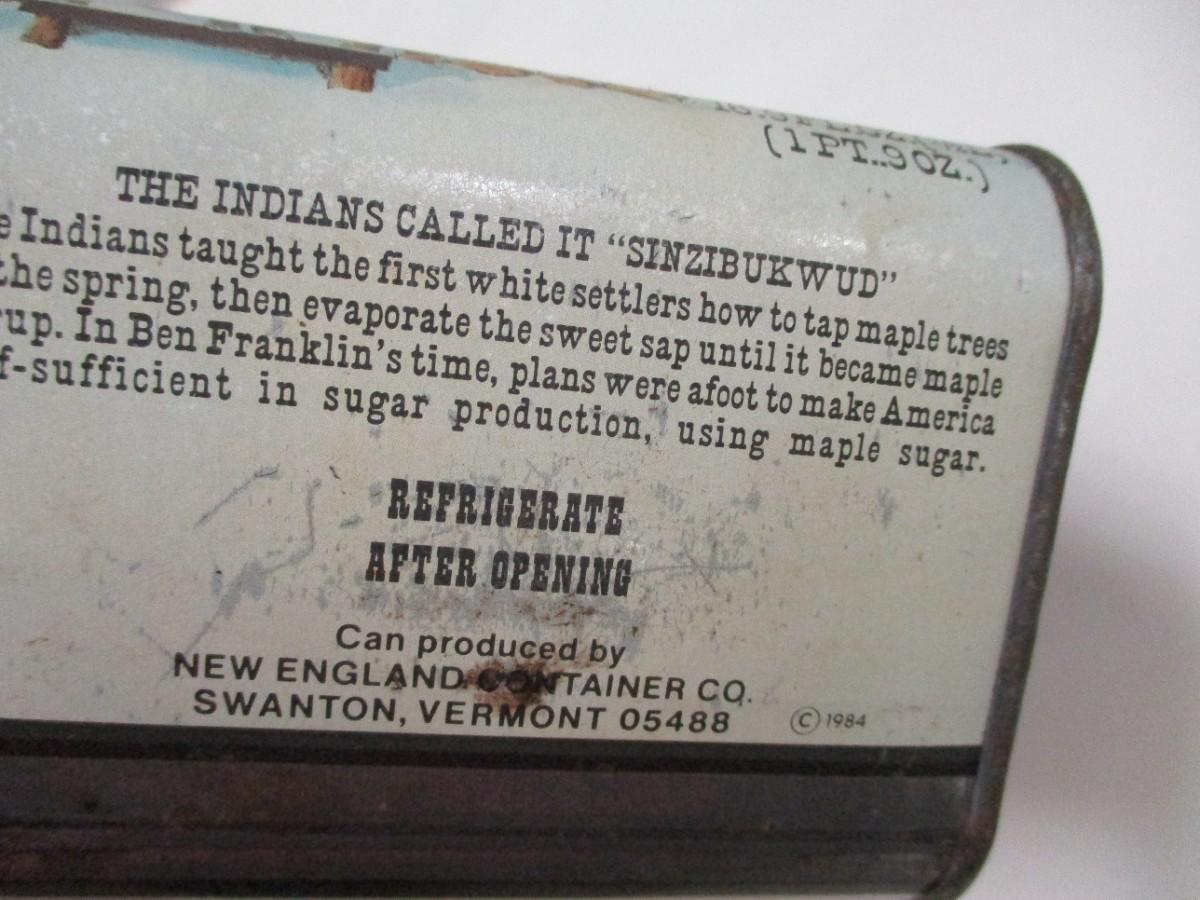 (1 PT..9 OZ.)
THE INDIANS CALLED IT “SINZIBUKWUD”
e Indians taught the first white settlers how to tap maple trees
the spring, then evaporate the sweet sap until it became maple
rup. In Ben Franklin's time, plans were afoot to make America
f-sufficient in sugar production, using maple sugar.
REFRIGERATE
AFTER OPENING
Can produced by
NEW ENGLAND CONTAINER CO.
SWANTON, VERMONT 05488
© 1984